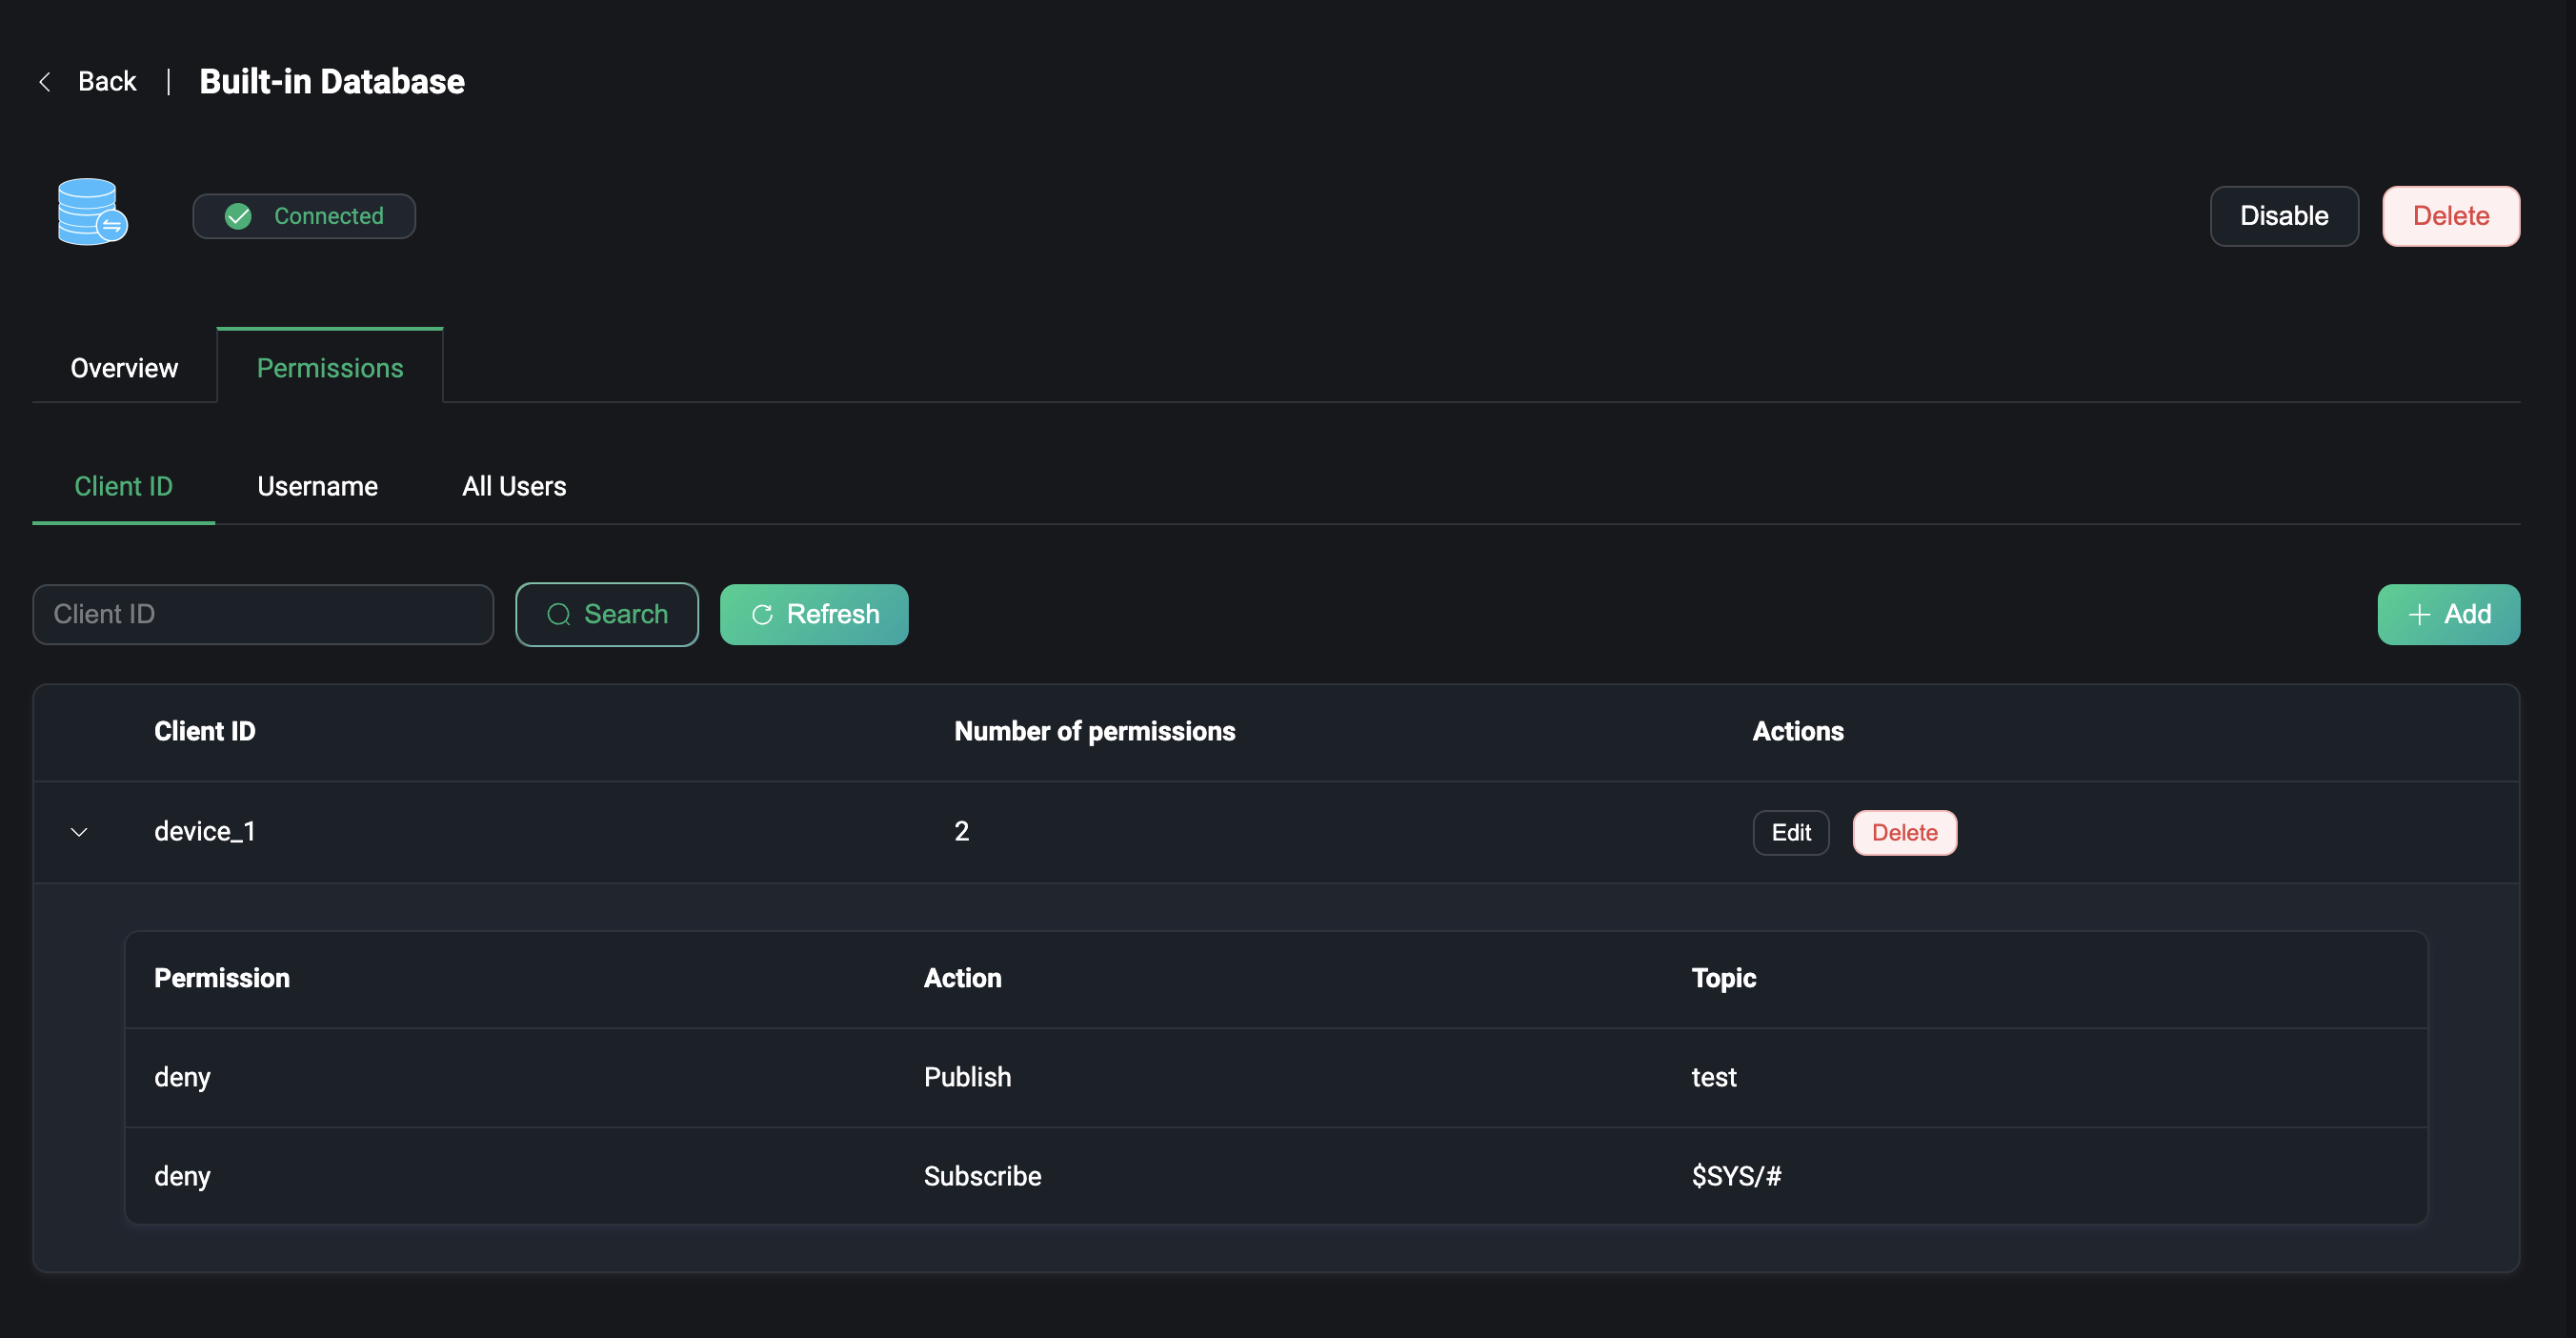 Back | Built-in Database
Connected
Disable Delete
Overview Permissions
Client ID Username All Users
Client ID Search Refresh + Add
Client ID Number of permissions Actions
device_1 2 Edit Delete
Permission Action Topic
deny Publish test
deny Subscribe $SYS/#